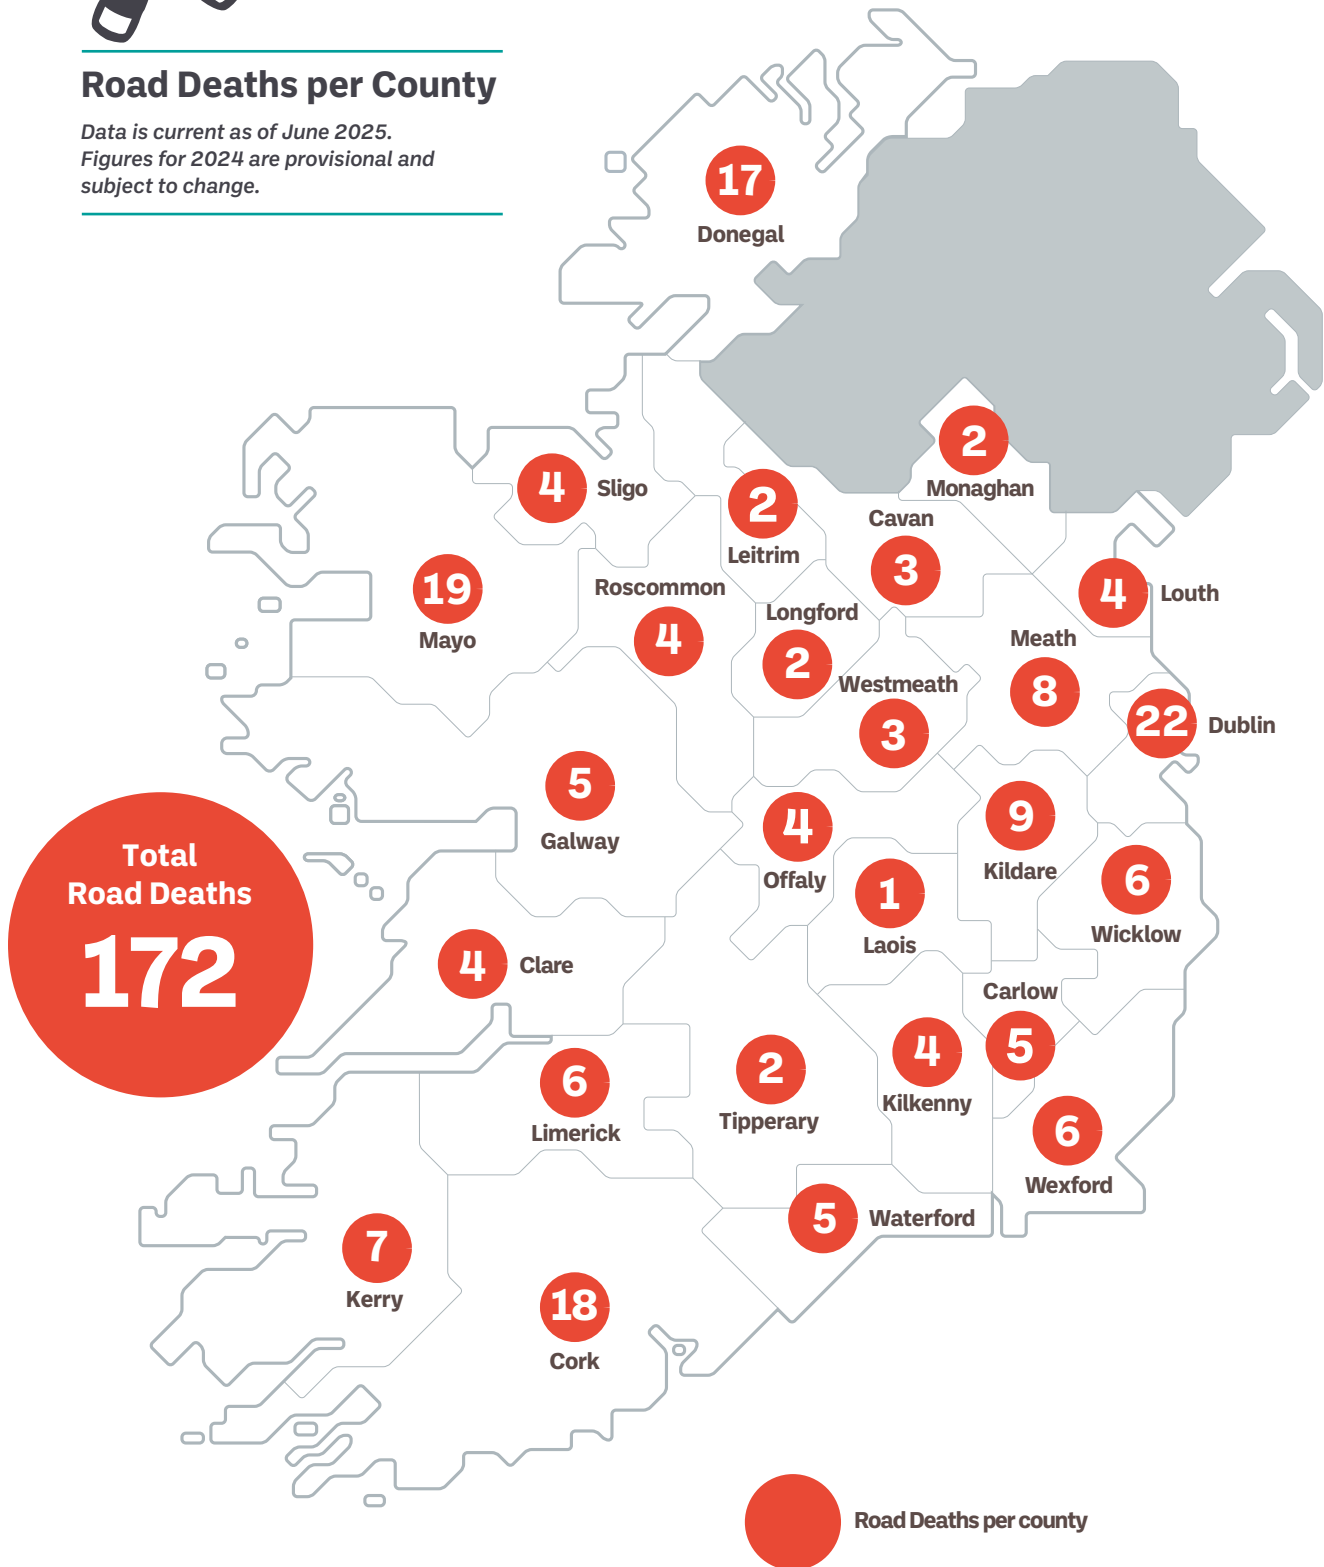 Road Deaths per County
Data is current as of June 2025.
Figures for 2024 are provisional and
subject to change.
17
Donegal
2
Monaghan
4 Sligo
2
Leitrim
Cavan
3
19
Mayo
Roscommon
4
Longford
2
4 Louth
Meath
8
Westmeath
3
22 Dublin
5
Galway
4
Offaly
9
Kildare
1
Laois
6
Wicklow
Total
Road Deaths
172
4 Clare
Carlow
5
4
Kilkenny
2
Tipperary
6
Limerick
6
Wexford
5 Waterford
7
Kerry
18
Cork
Road Deaths per county